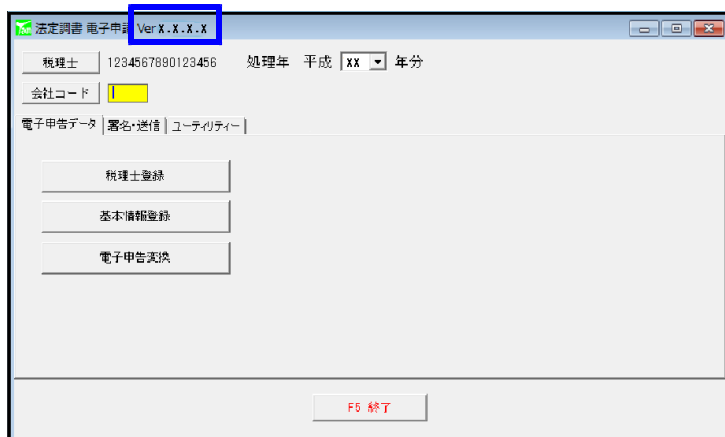 法定調書 電子申請 Ver X.X.X.X
税理士 1234567890123456 処理年 平成 XX 年分
会社コード
電子申告データ 署名・送信 ユーティリティー
税理士登録
基本情報登録
電子申告変換
F5 終了